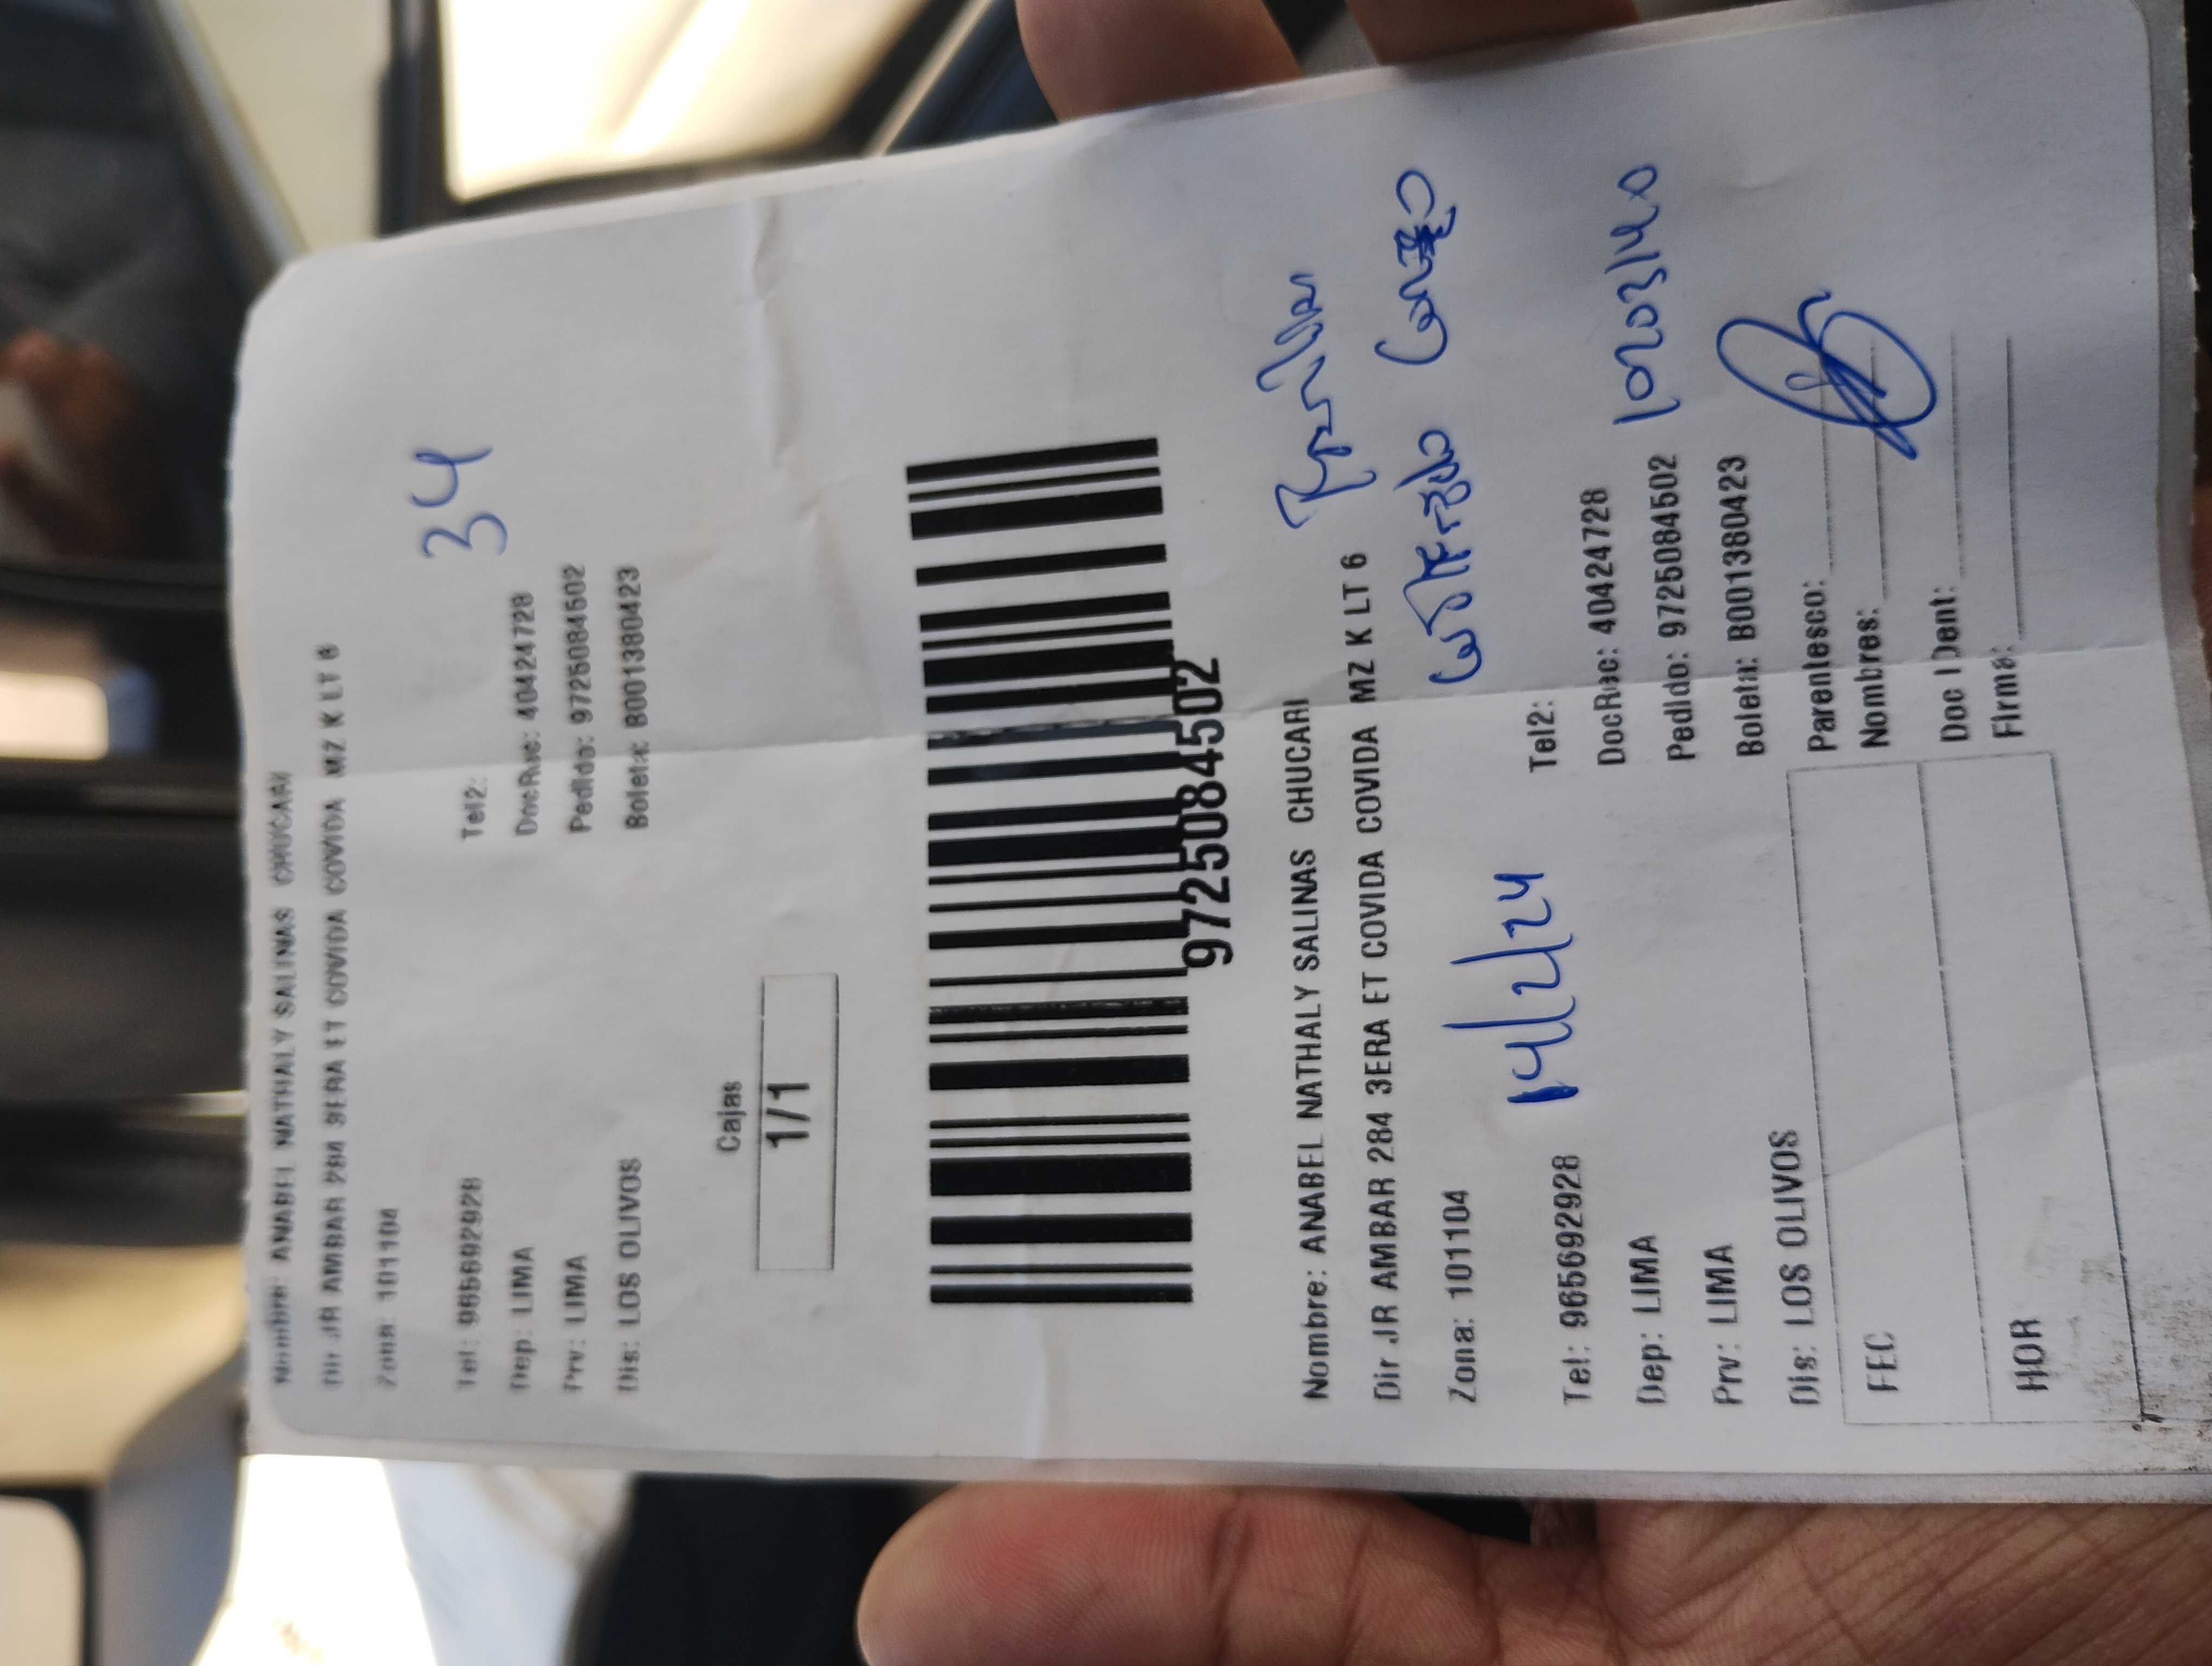 Nombre: ANABEL NATHALY SALINAS CHUCARI
Dir JR AMBAR 284 3ERA ET COVIDA COVIDA MZ K LT 6
Zona: 101104
34
Tel: 965692928 Tel2:
Dep: LIMA DocRec: 40424728
Prv: LIMA Pedido: 9725084502
Dis: LOS OLIVOS Boleta: B001380423
Cajas
1/1
9725084502
Nombre: ANABEL NATHALY SALINAS CHUCARI
Dir JR AMBAR 284 3ERA ET COVIDA COVIDA MZ K LT 6
Zona: 101104
14/2/24
Tel: 965692928 Tel2:
Dep: LIMA DocRec: 40424728
Prv: LIMA Pedido: 9725084502
10203140
Dis: LOS OLIVOS Boleta: B001380423
FEC Parentesco:
Nombres:
HOR Doc IDent:
Firma: